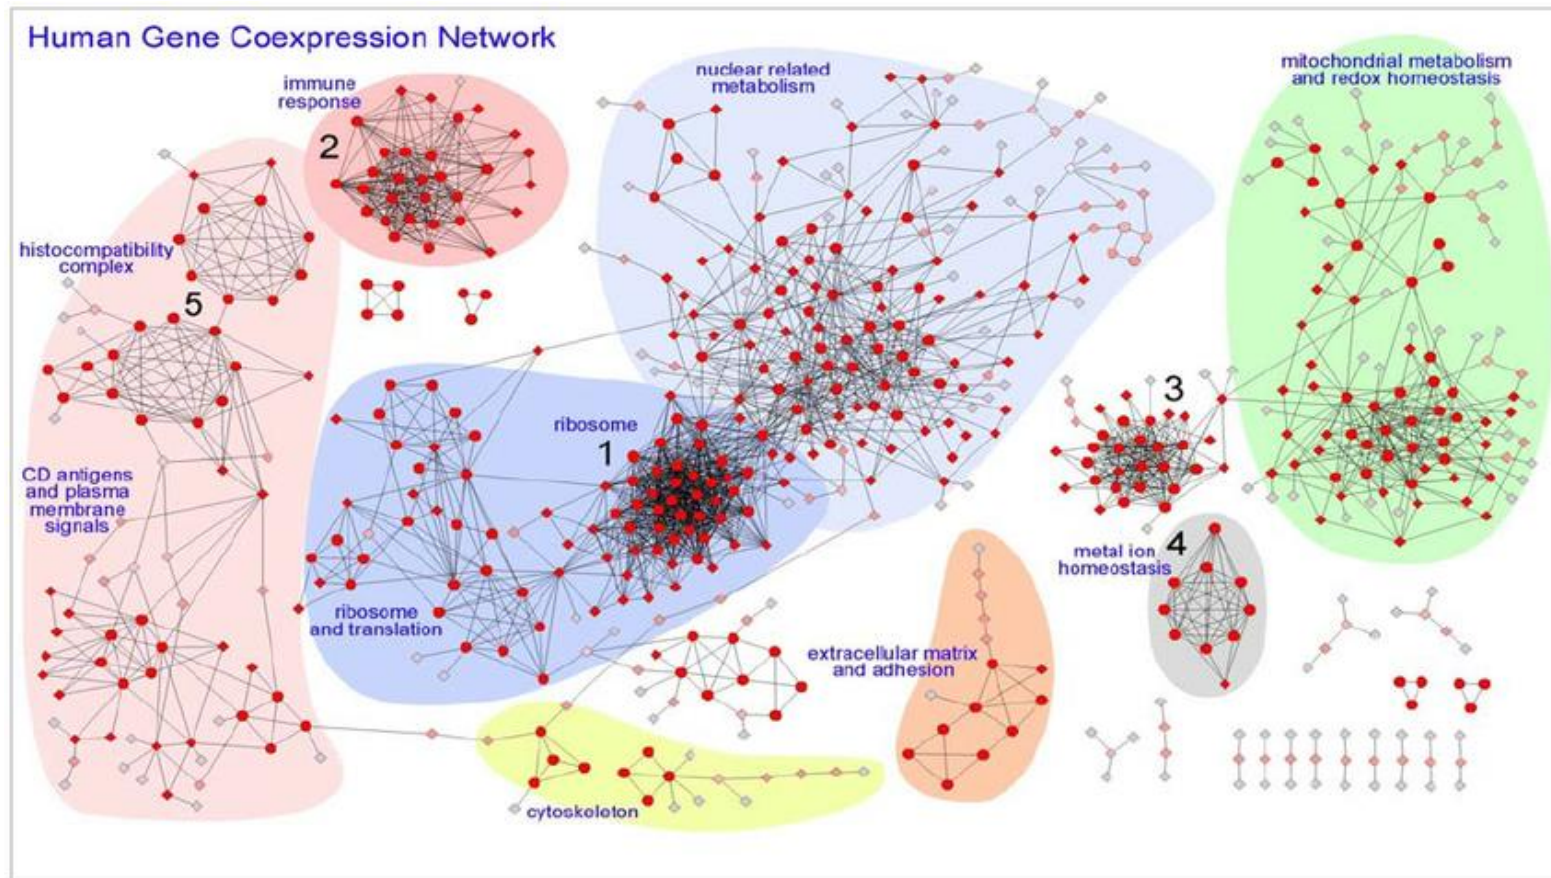 Human Gene Coexpression Network
immune
response
2
nuclear related
metabolism
mitochondrial metabolism
and redox homeostasis
histocompatibility
complex
5
ribosome
1
3
CD antigens
and plasma
membrane
signals
metal ion
homeostasis
4
ribosome
and translation
extracellular matrix
and adhesion
cytoskeleton